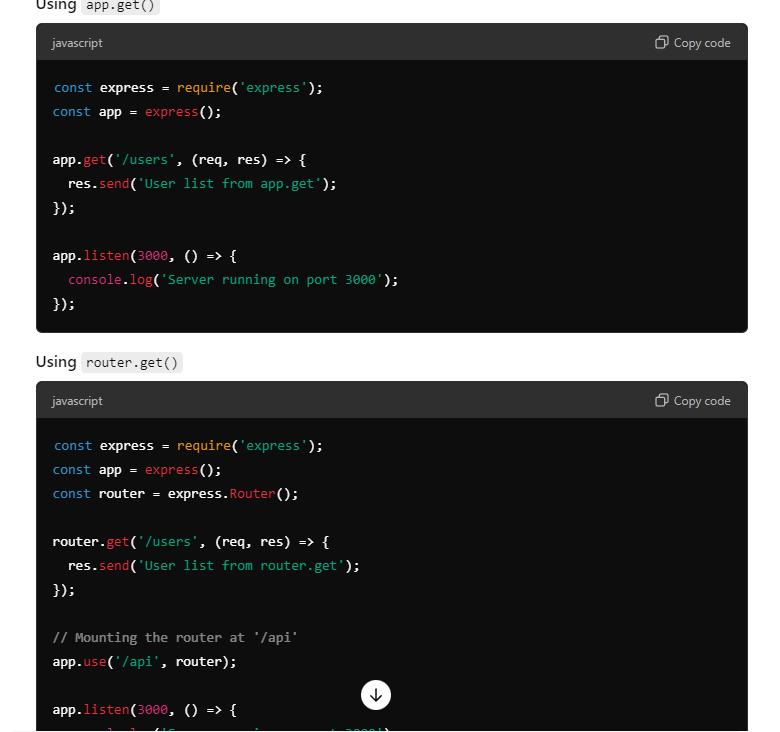 Using app.get()
javascript Copy code
const express = require('express');
const app = express();
app.get('/users', (req, res) => {
  res.send('User list from app.get');
});
app.listen(3000, () => {
  console.log('Server running on port 3000');
});
Using router.get()
javascript Copy code
const express = require('express');
const app = express();
const router = express.Router();
router.get('/users', (req, res) => {
  res.send('User list from router.get');
});
// Mounting the router at '/api'
app.use('/api', router);
app.listen(3000, () => {